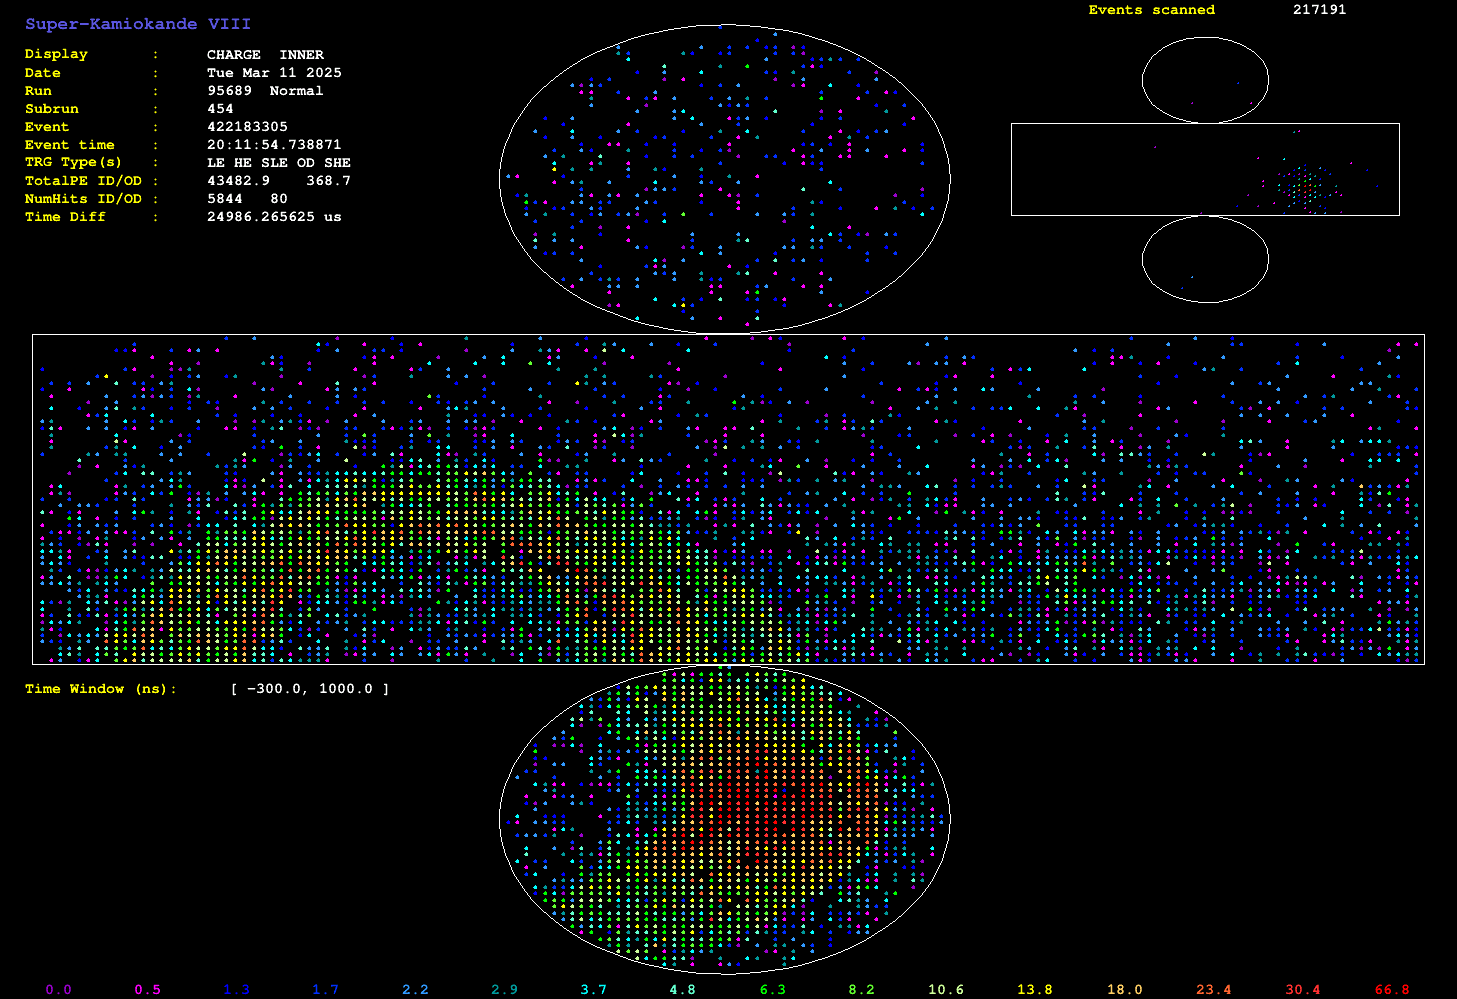 Super-Kamiokande VIII
Events scanned 217191
Display : CHARGE INNER
Date : Tue Mar 11 2025
Run : 95689 Normal
Subrun : 454
Event : 422183305
Event time : 20:11:54.738871
TRG Type(s) : LE HE SLE OD SHE
TotalPE ID/OD : 43482.9 368.7
NumHits ID/OD : 5844 80
Time Diff : 24986.265625 us
Time Window (ns): [ -300.0, 1000.0 ]
0.0 0.5 1.3 1.7 2.2 2.9 3.7 4.8 6.3 8.2 10.6 13.8 18.0 23.4 30.4 66.8